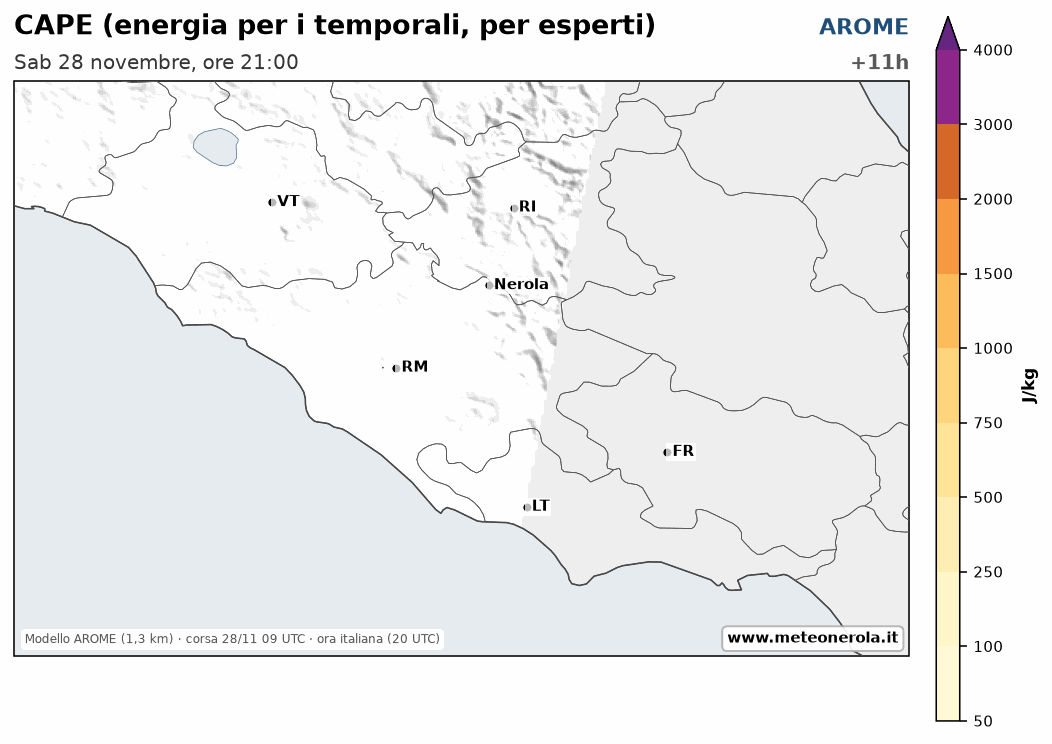 CAPE (energia per i temporali, per esperti)
AROME
Sab 28 novembre, ore 21:00
+11h
4000
3000
2000
1500
1000
750
500
250
100
50
J/kg
VT
RI
Nerola
RM
FR
LT
Modello AROME (1,3 km) · corsa 28/11 09 UTC · ora italiana (20 UTC)
www.meteonerola.it